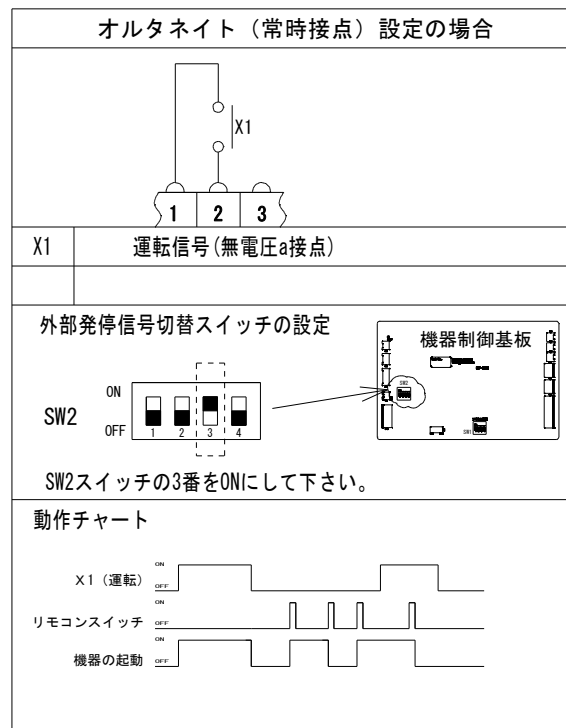 オルタネイト（常時接点）設定の場合
X1
1 2 3
X1 運転信号(無電圧a接点)
外部発停信号切替スイッチの設定
機器制御基板
SW2
ON
SW2
OFF
1 2 3 4
SW1
SW2スイッチの3番をONにして下さい。
動作チャート
ON
X1（運転）
OFF
ON
リモコンスイッチ
OFF
ON
機器の起動
OFF